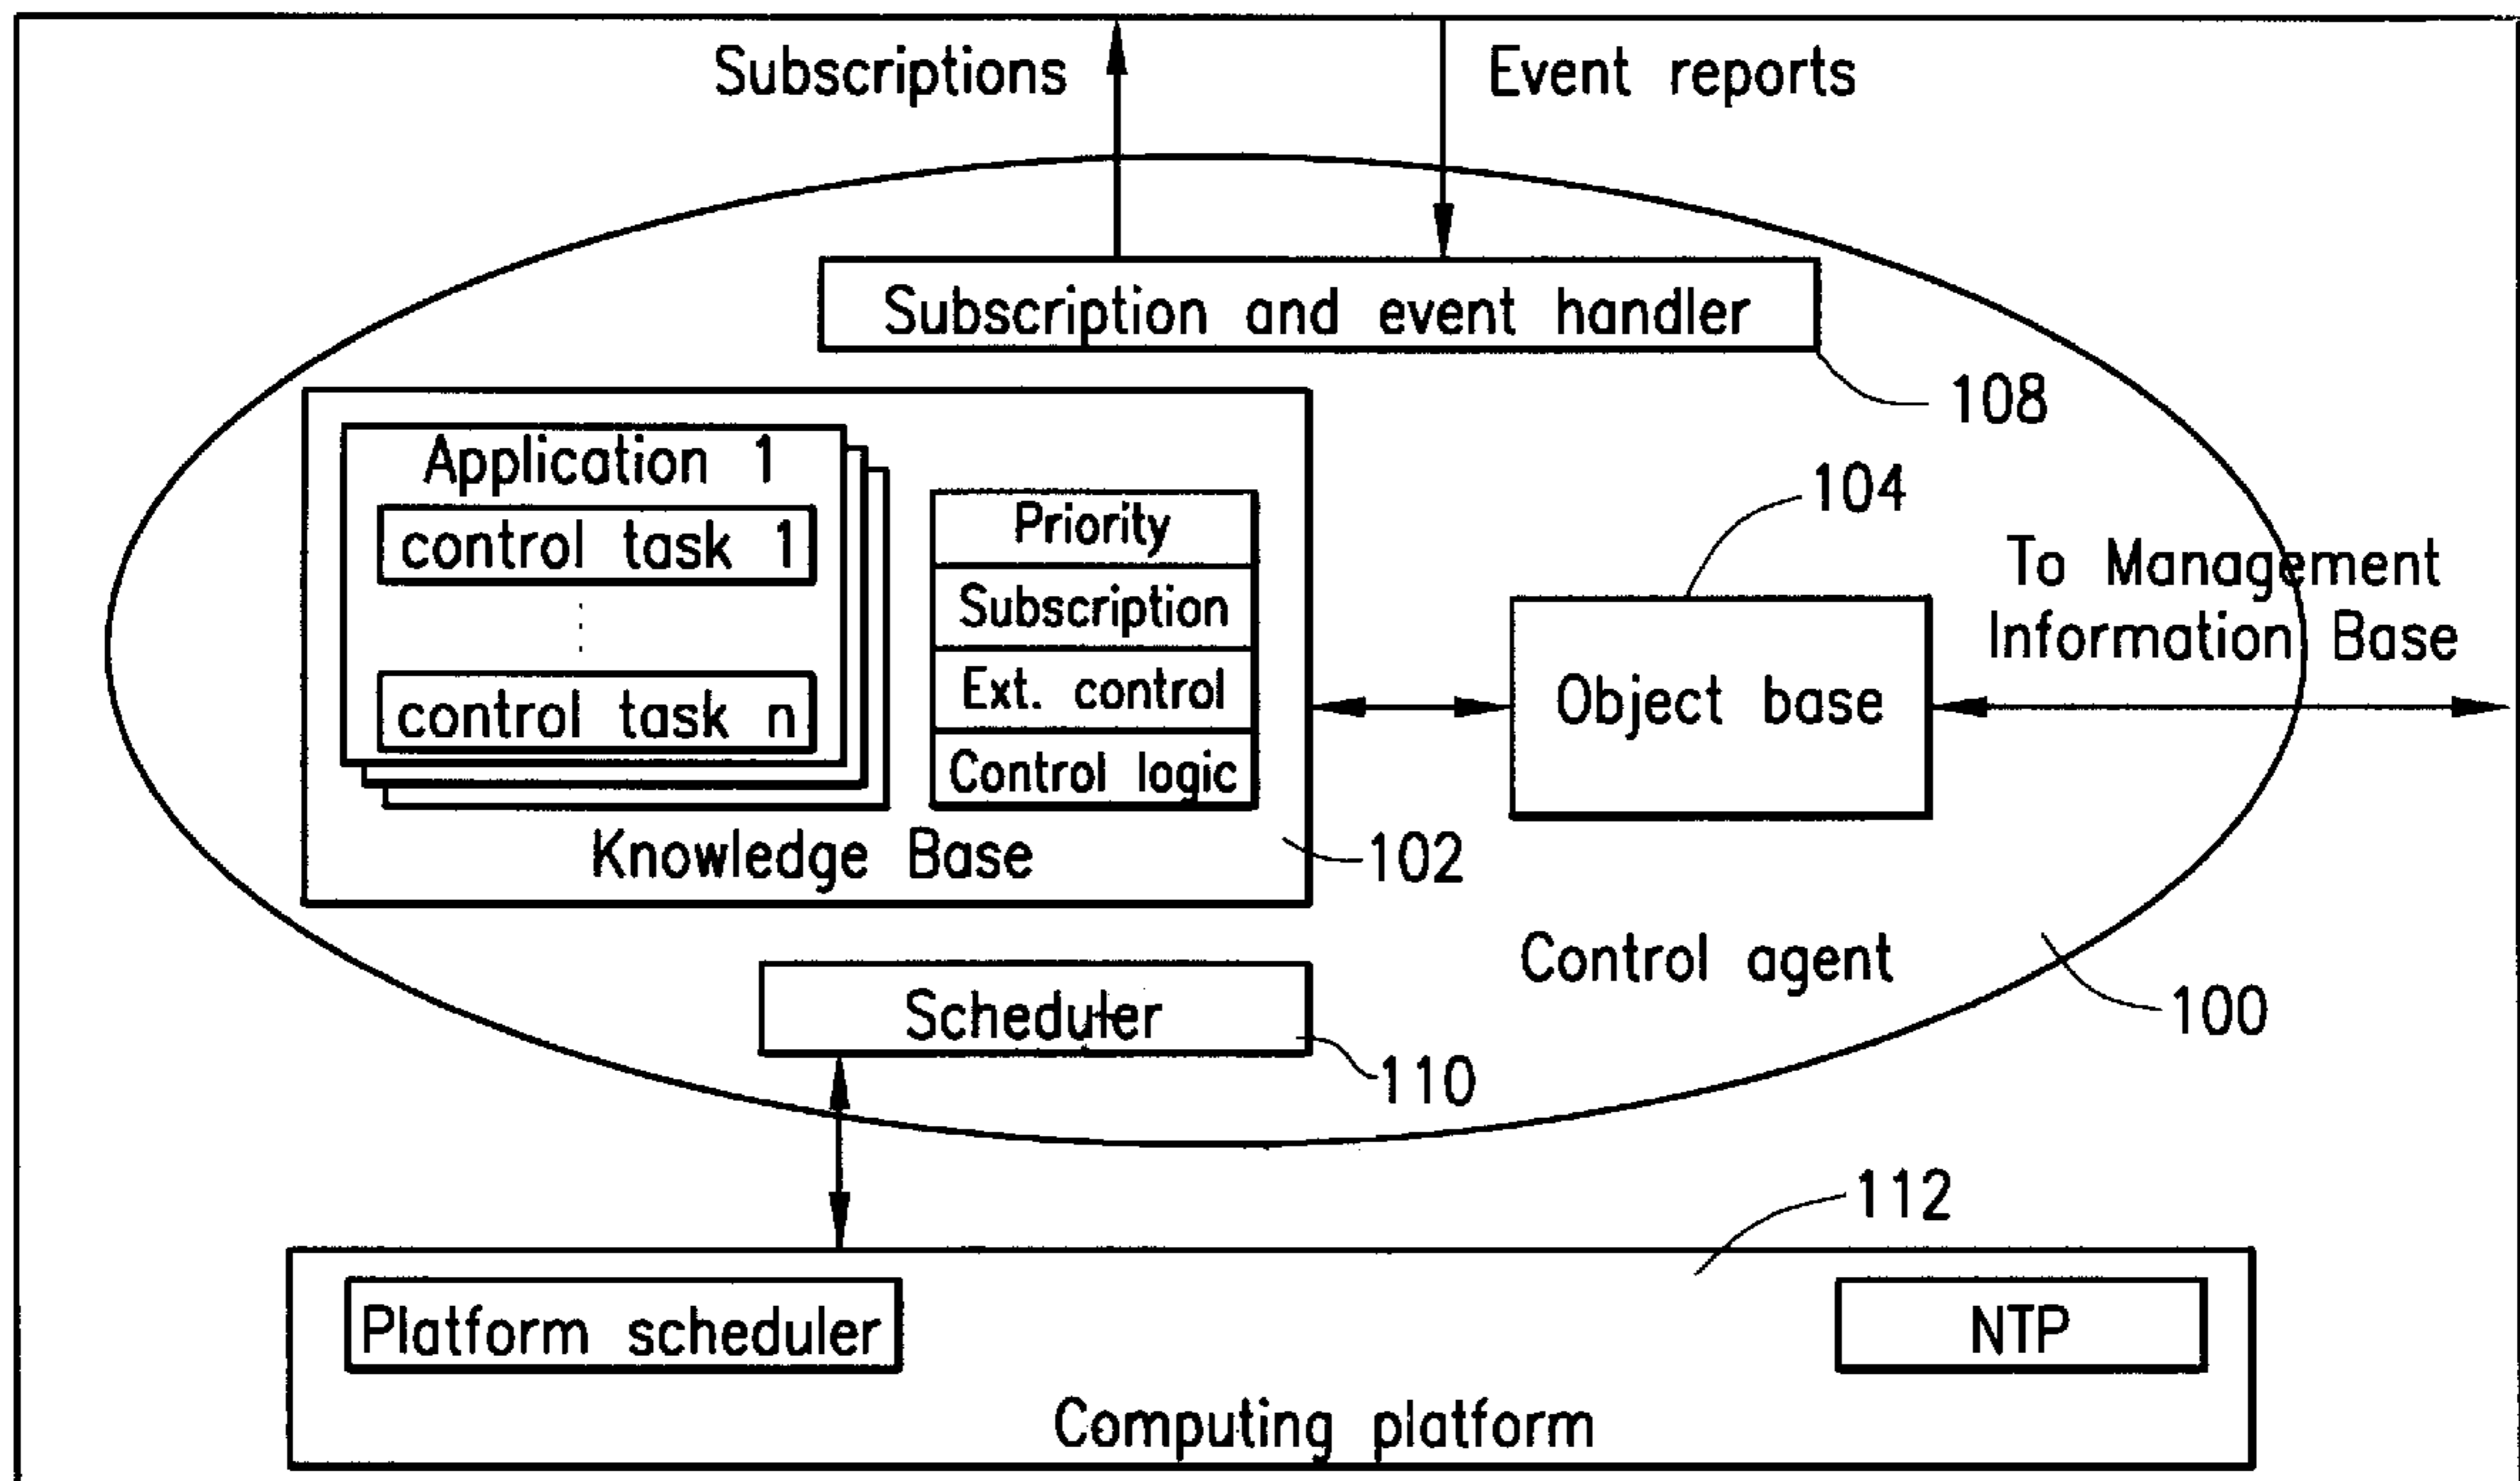 Subscriptions
Event reports
Subscription and event handler
108
Application 1
control task 1
control task n
Priority
Subscription
Ext. control
Control logic
Knowledge Base
102
104
Object base
To Management
Information Base
Control agent
100
Scheduler
110
112
Platform scheduler
NTP
Computing platform